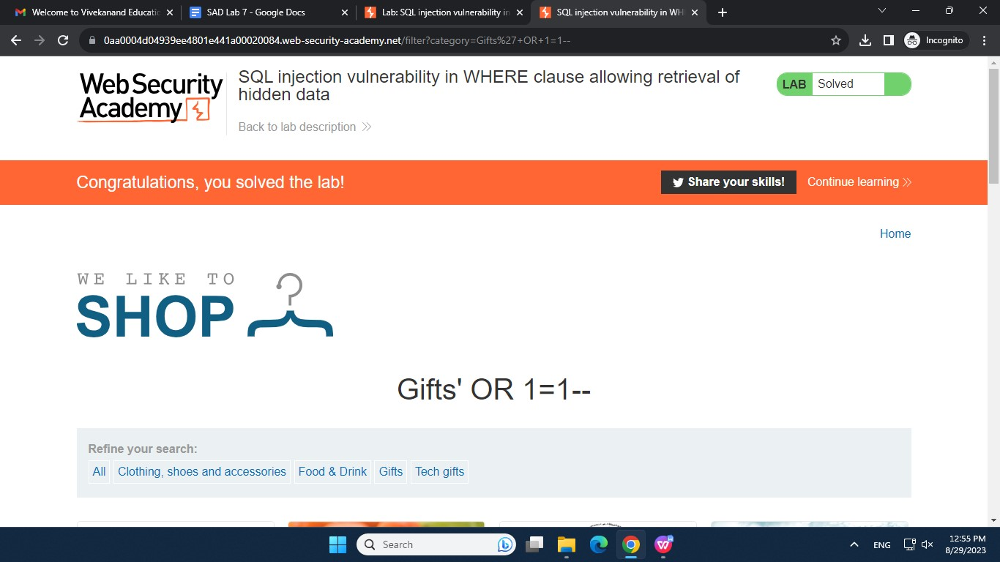 Welcome to Vivekanand Educatio
SAD Lab 7 - Google Docs
Lab: SQL injection vulnerability in
SQL injection vulnerability in WH
0aa0004d04939ee4801e441a00020084.web-security-academy.net/filter?category=Gifts%27+OR+1=1--
Incognito
Web Security
Academy
SQL injection vulnerability in WHERE clause allowing retrieval of
hidden data
Back to lab description
LAB Solved
Congratulations, you solved the lab!
Share your skills!
Continue learning
Home
WE LIKE TO
SHOP
Gifts' OR 1=1--
Refine your search:
All Clothing, shoes and accessories Food & Drink Gifts Tech gifts
Search
ENG
12:55 PM
8/29/2023